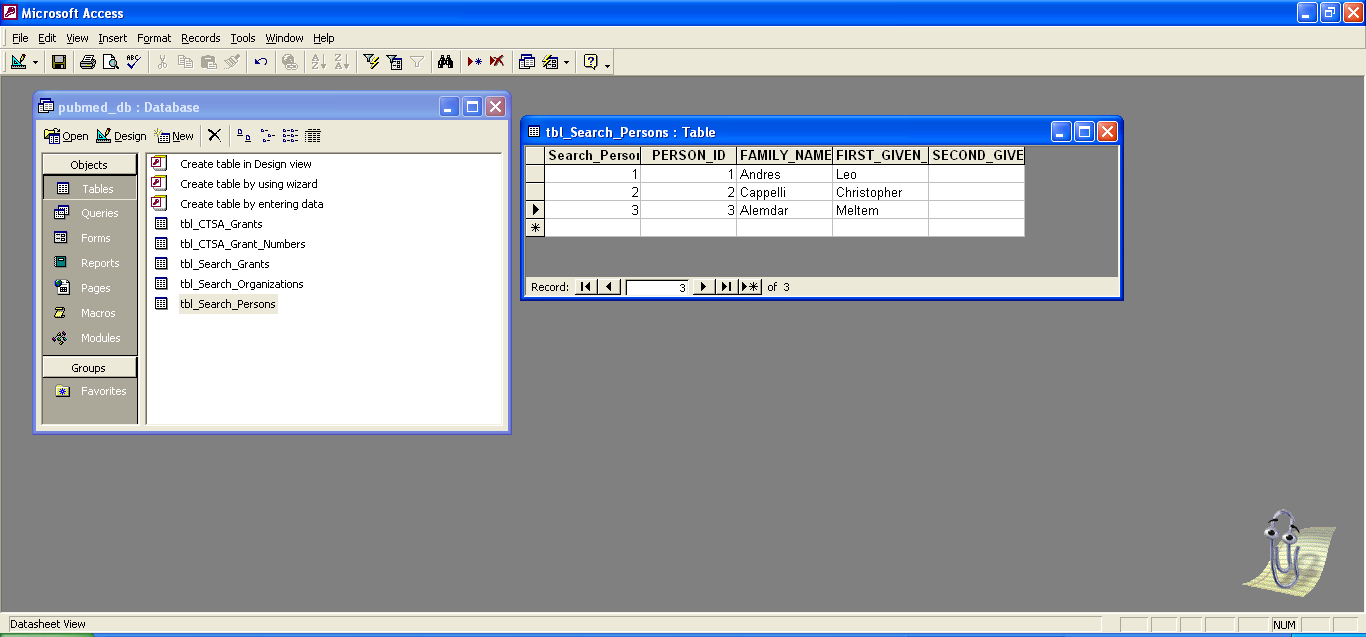 Microsoft Access
File Edit View Insert Format Records Tools Window Help
pubmed_db : Database
Open Design New
Objects
Tables
Queries
Forms
Reports
Pages
Macros
Modules
Groups
Favorites
Create table in Design view
Create table by using wizard
Create table by entering data
tbl_CTSA_Grants
tbl_CTSA_Grant_Numbers
tbl_Search_Grants
tbl_Search_Organizations
tbl_Search_Persons
tbl_Search_Persons : Table
Search_Person PERSON_ID FAMILY_NAME FIRST_GIVEN_ SECOND_GIVE
1 1 Andres Leo
2 2 Cappelli Christopher
3 3 Alemdar Meltem
Record: 3 of 3
Datasheet View NUM